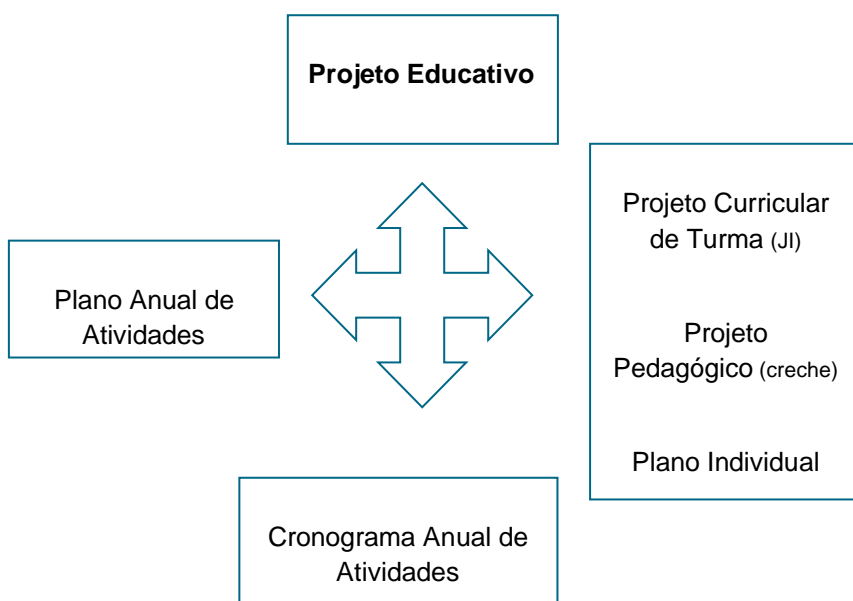 Projeto Educativo
Projeto Curricular
de Turma (JI)
Projeto
Pedagógico (creche)
Plano Individual
Plano Anual de
Atividades
Cronograma Anual de
Atividades